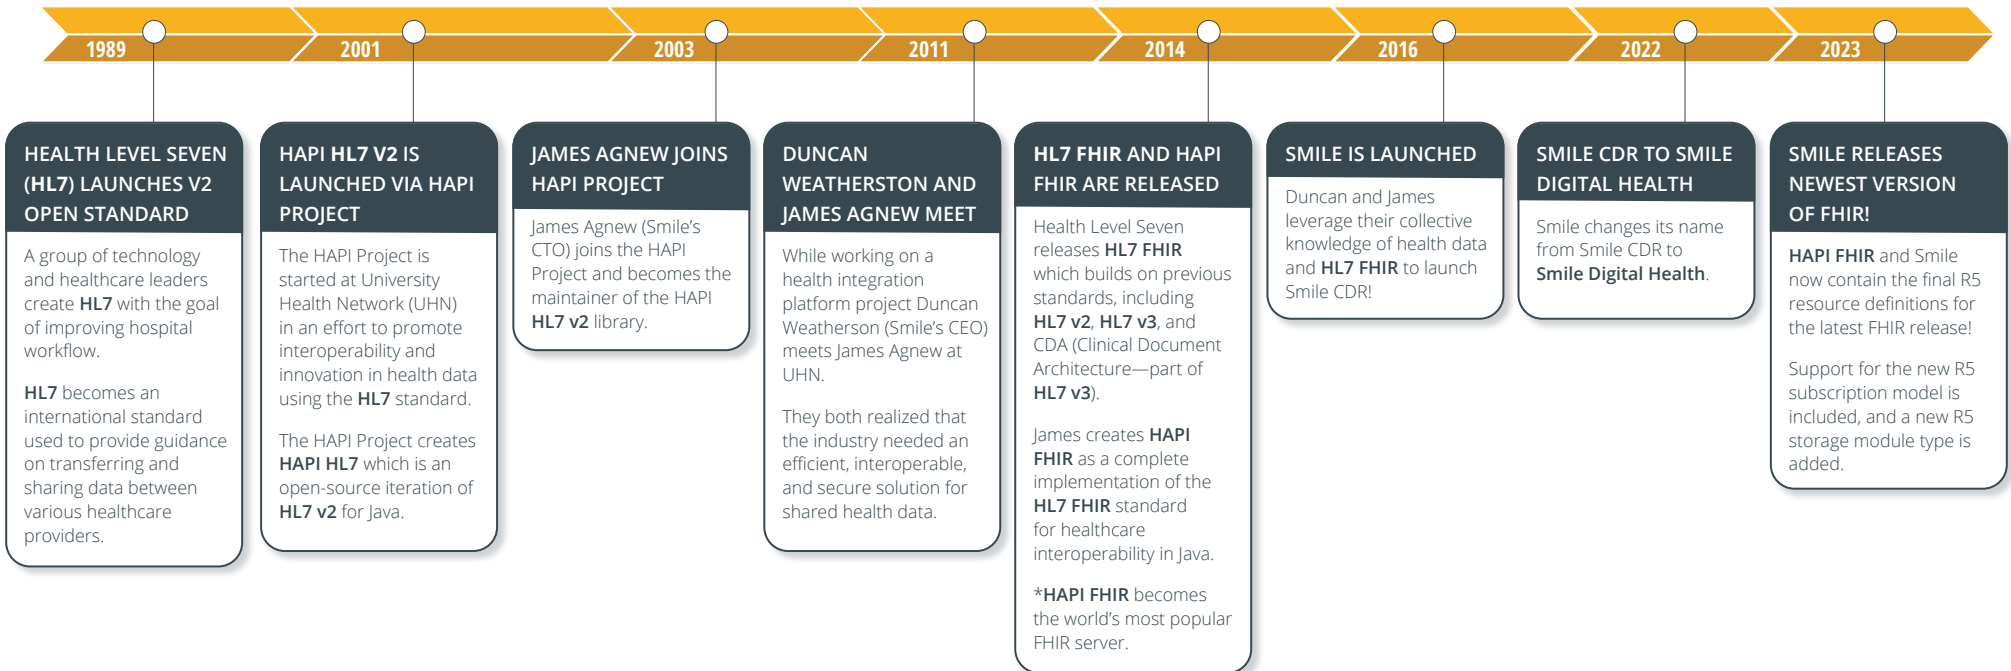 1989
2001
2003
2011
2014
2016
2022
2023
HEALTH LEVEL SEVEN
(HL7) LAUNCHES V2
OPEN STANDARD
A group of technology
and healthcare leaders
create HL7 with the goal
of improving hospital
workflow.
HL7 becomes an
international standard
used to provide guidance
on transferring and
sharing data between
various healthcare
providers.
HAPI HL7 V2 IS
LAUNCHED VIA HAPI
PROJECT
The HAPI Project is
started at University
Health Network (UHN)
in an effort to promote
interoperability and
innovation in health data
using the HL7 standard.
The HAPI Project creates
HAPI HL7 which is an
open-source iteration of
HL7 v2 for Java.
JAMES AGNEW JOINS
HAPI PROJECT
James Agnew (Smile's
CTO) joins the HAPI
Project and becomes the
maintainer of the HAPI
HL7 v2 library.
DUNCAN
WEATHERSTON AND
JAMES AGNEW MEET
While working on a
health integration
platform project Duncan
Weatherson (Smile's CEO)
meets James Agnew at
UHN.
They both realized that
the industry needed an
efficient, interoperable,
and secure solution for
shared health data.
HL7 FHIR AND HAPI
FHIR ARE RELEASED
Health Level Seven
releases HL7 FHIR
which builds on previous
standards, including
HL7 v2, HL7 v3, and
CDA (Clinical Document
Architecture—part of
HL7 v3).
James creates HAPI
FHIR as a complete
implementation of the
HL7 FHIR standard
for healthcare
interoperability in Java.
*HAPI FHIR becomes
the world's most popular
FHIR server.
SMILE IS LAUNCHED
Duncan and James
leverage their collective
knowledge of health data
and HL7 FHIR to launch
Smile CDR!
SMILE CDR TO SMILE
DIGITAL HEALTH
Smile changes its name
from Smile CDR to
Smile Digital Health.
SMILE RELEASES
NEWEST VERSION
OF FHIR!
HAPI FHIR and Smile
now contain the final R5
resource definitions for
the latest FHIR release!
Support for the new R5
subscription model is
included, and a new R5
storage module type is
added.